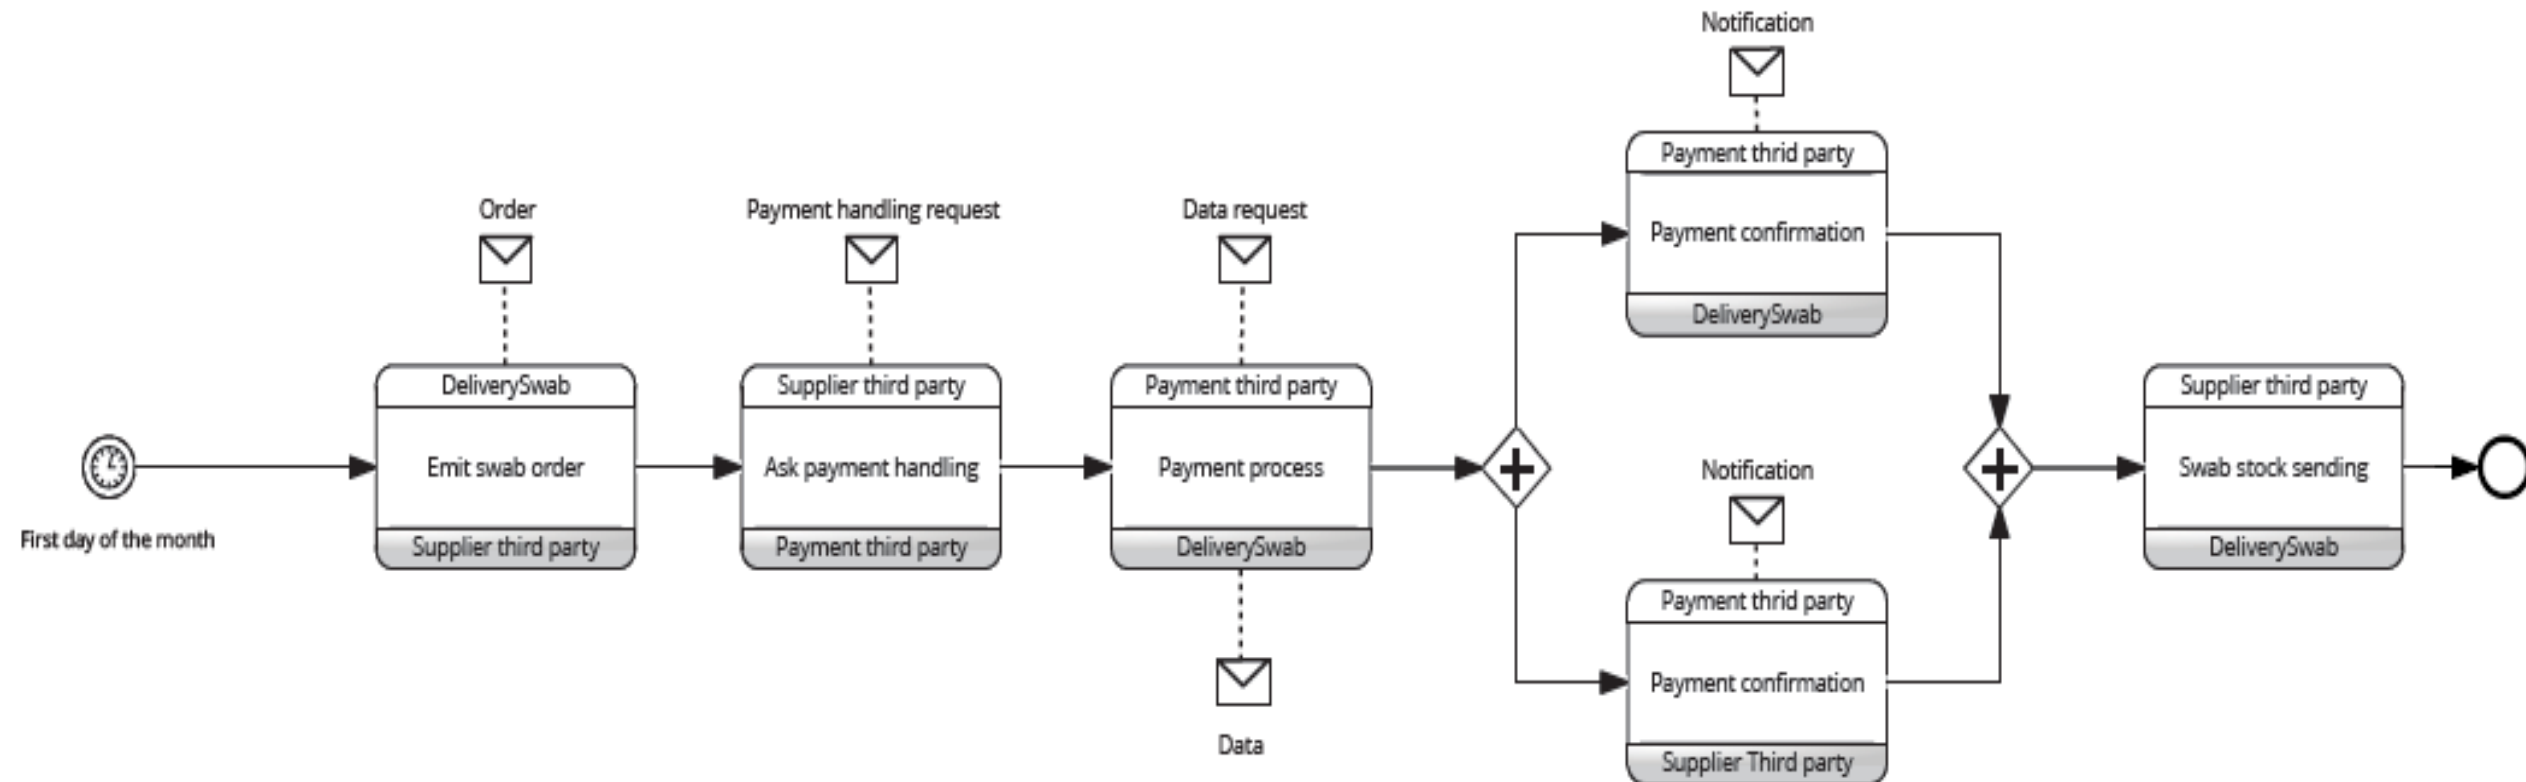 First day of the month
Order
DeliverySwab
Emit swab order
Supplier third party
Payment handling request
Supplier third party
Ask payment handling
Payment third party
Data request
Payment third party
Payment process
DeliverySwab
Data
Notification
Payment thrid party
Payment confirmation
DeliverySwab
Notification
Payment thrid party
Payment confirmation
Supplier Third party
Supplier third party
Swab stock sending
DeliverySwab